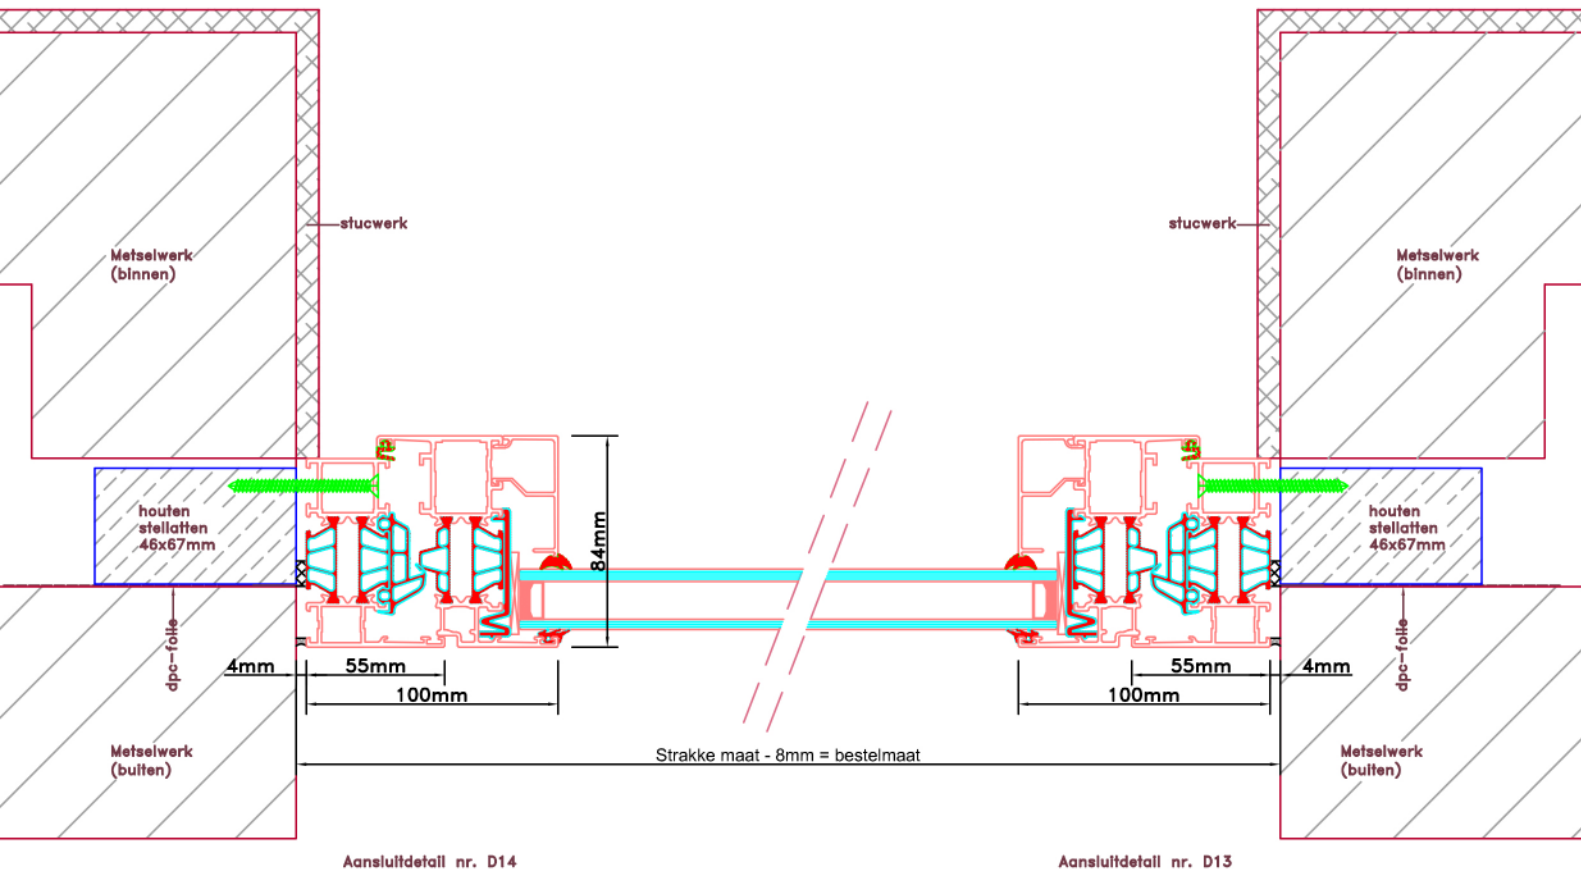 stucwerk
stucwerk
Metselwerk
(binnen)
Metselwerk
(binnen)
houten
stellatten
46x67mm
84mm
houten
stellatten
46x67mm
dpc-folie
dpc-folie
4mm
55mm
100mm
55mm
4mm
100mm
Metselwerk
(buiten)
Strakke maat - 8mm = bestelmaat
Metselwerk
(buiten)
Aansluitdetail nr. D14
Aansluitdetail nr. D13